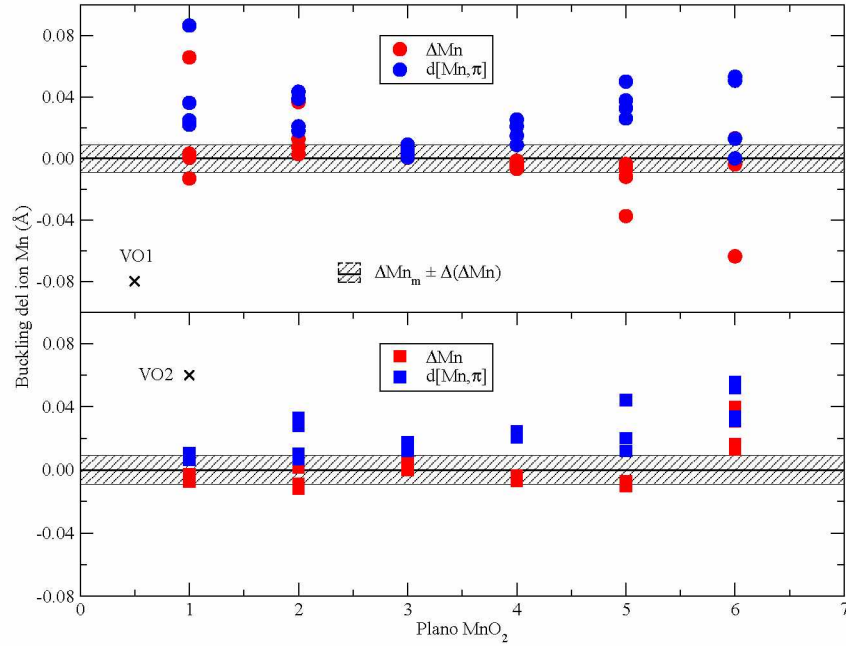 0.08
ΔMn
d[Mn,π]
0.04
0.00
-0.04
VO1
ΔMnₘ ± Δ(ΔMn)
-0.08
Buckling del ion Mn (Å)
0.08
ΔMn
VO2
d[Mn,π]
0.04
0.00
-0.04
-0.08
0 1 2 3 4 5 6 7
Plano MnO₂